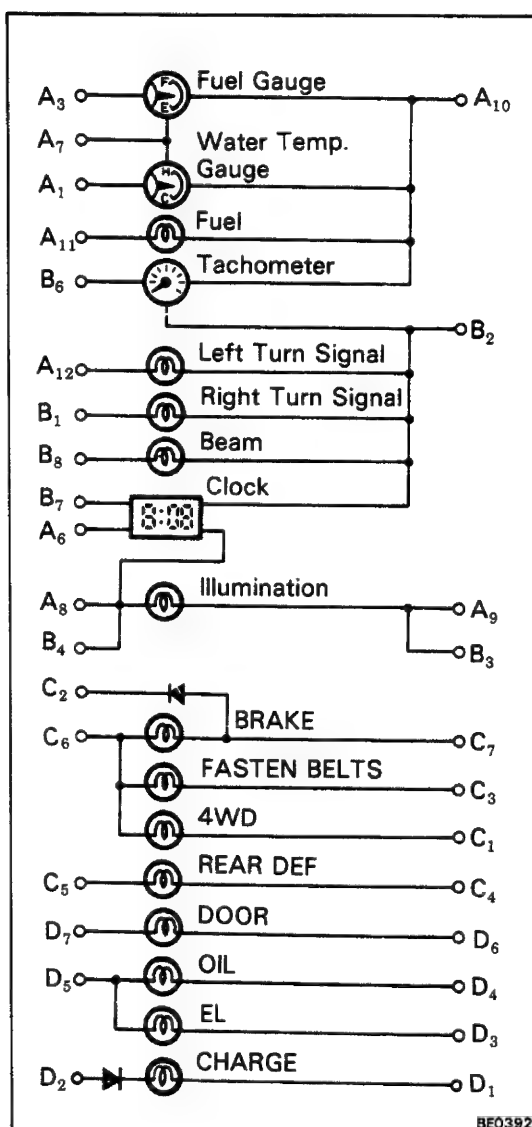 Fuel Gauge
A3 F E A10
A7 Water Temp.
A1 H C Gauge
A11 Fuel
B6 Tachometer
B2
A12 Left Turn Signal
B1 Right Turn Signal
B8 Beam
B7 Clock
A6 8:08
A8 Illumination A9
B4 B3
C2
C6 BRAKE C7
FASTEN BELTS C3
4WD C1
C5 REAR DEF C4
D7 DOOR D6
D5 OIL D4
EL D3
D2 CHARGE D1
BE0392